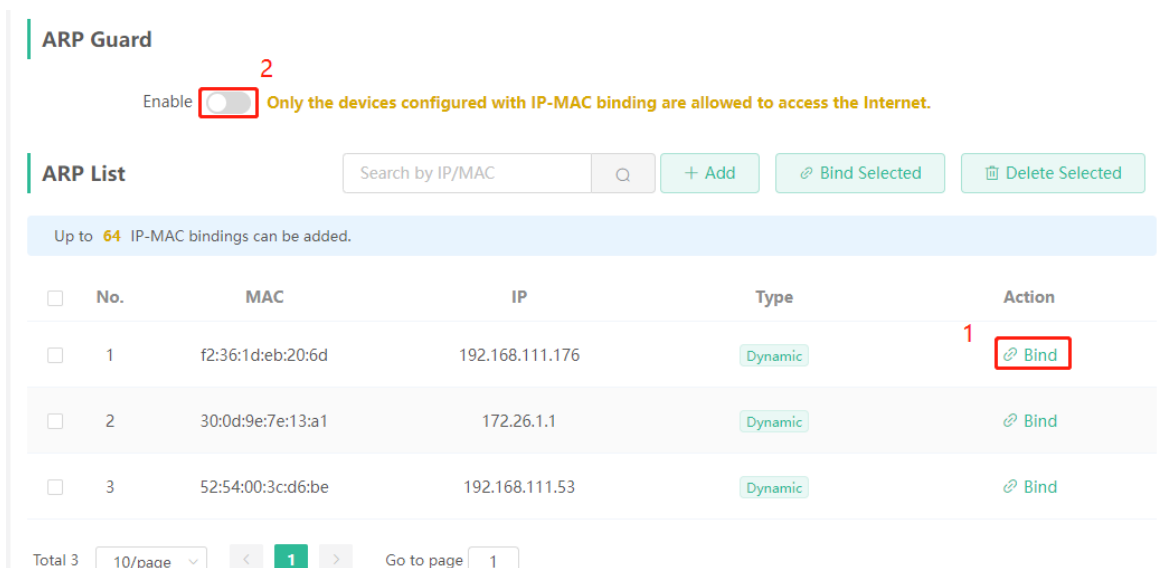 ARP Guard
2
Enable Only the devices configured with IP-MAC binding are allowed to access the Internet.
ARP List Search by IP/MAC + Add Bind Selected Delete Selected
Up to 64 IP-MAC bindings can be added.
No. MAC IP Type Action
1
1 f2:36:1d:eb:20:6d 192.168.111.176 Dynamic Bind
2 30:0d:9e:7e:13:a1 172.26.1.1 Dynamic Bind
3 52:54:00:3c:d6:be 192.168.111.53 Dynamic Bind
Total 3 10/page < 1 > Go to page 1